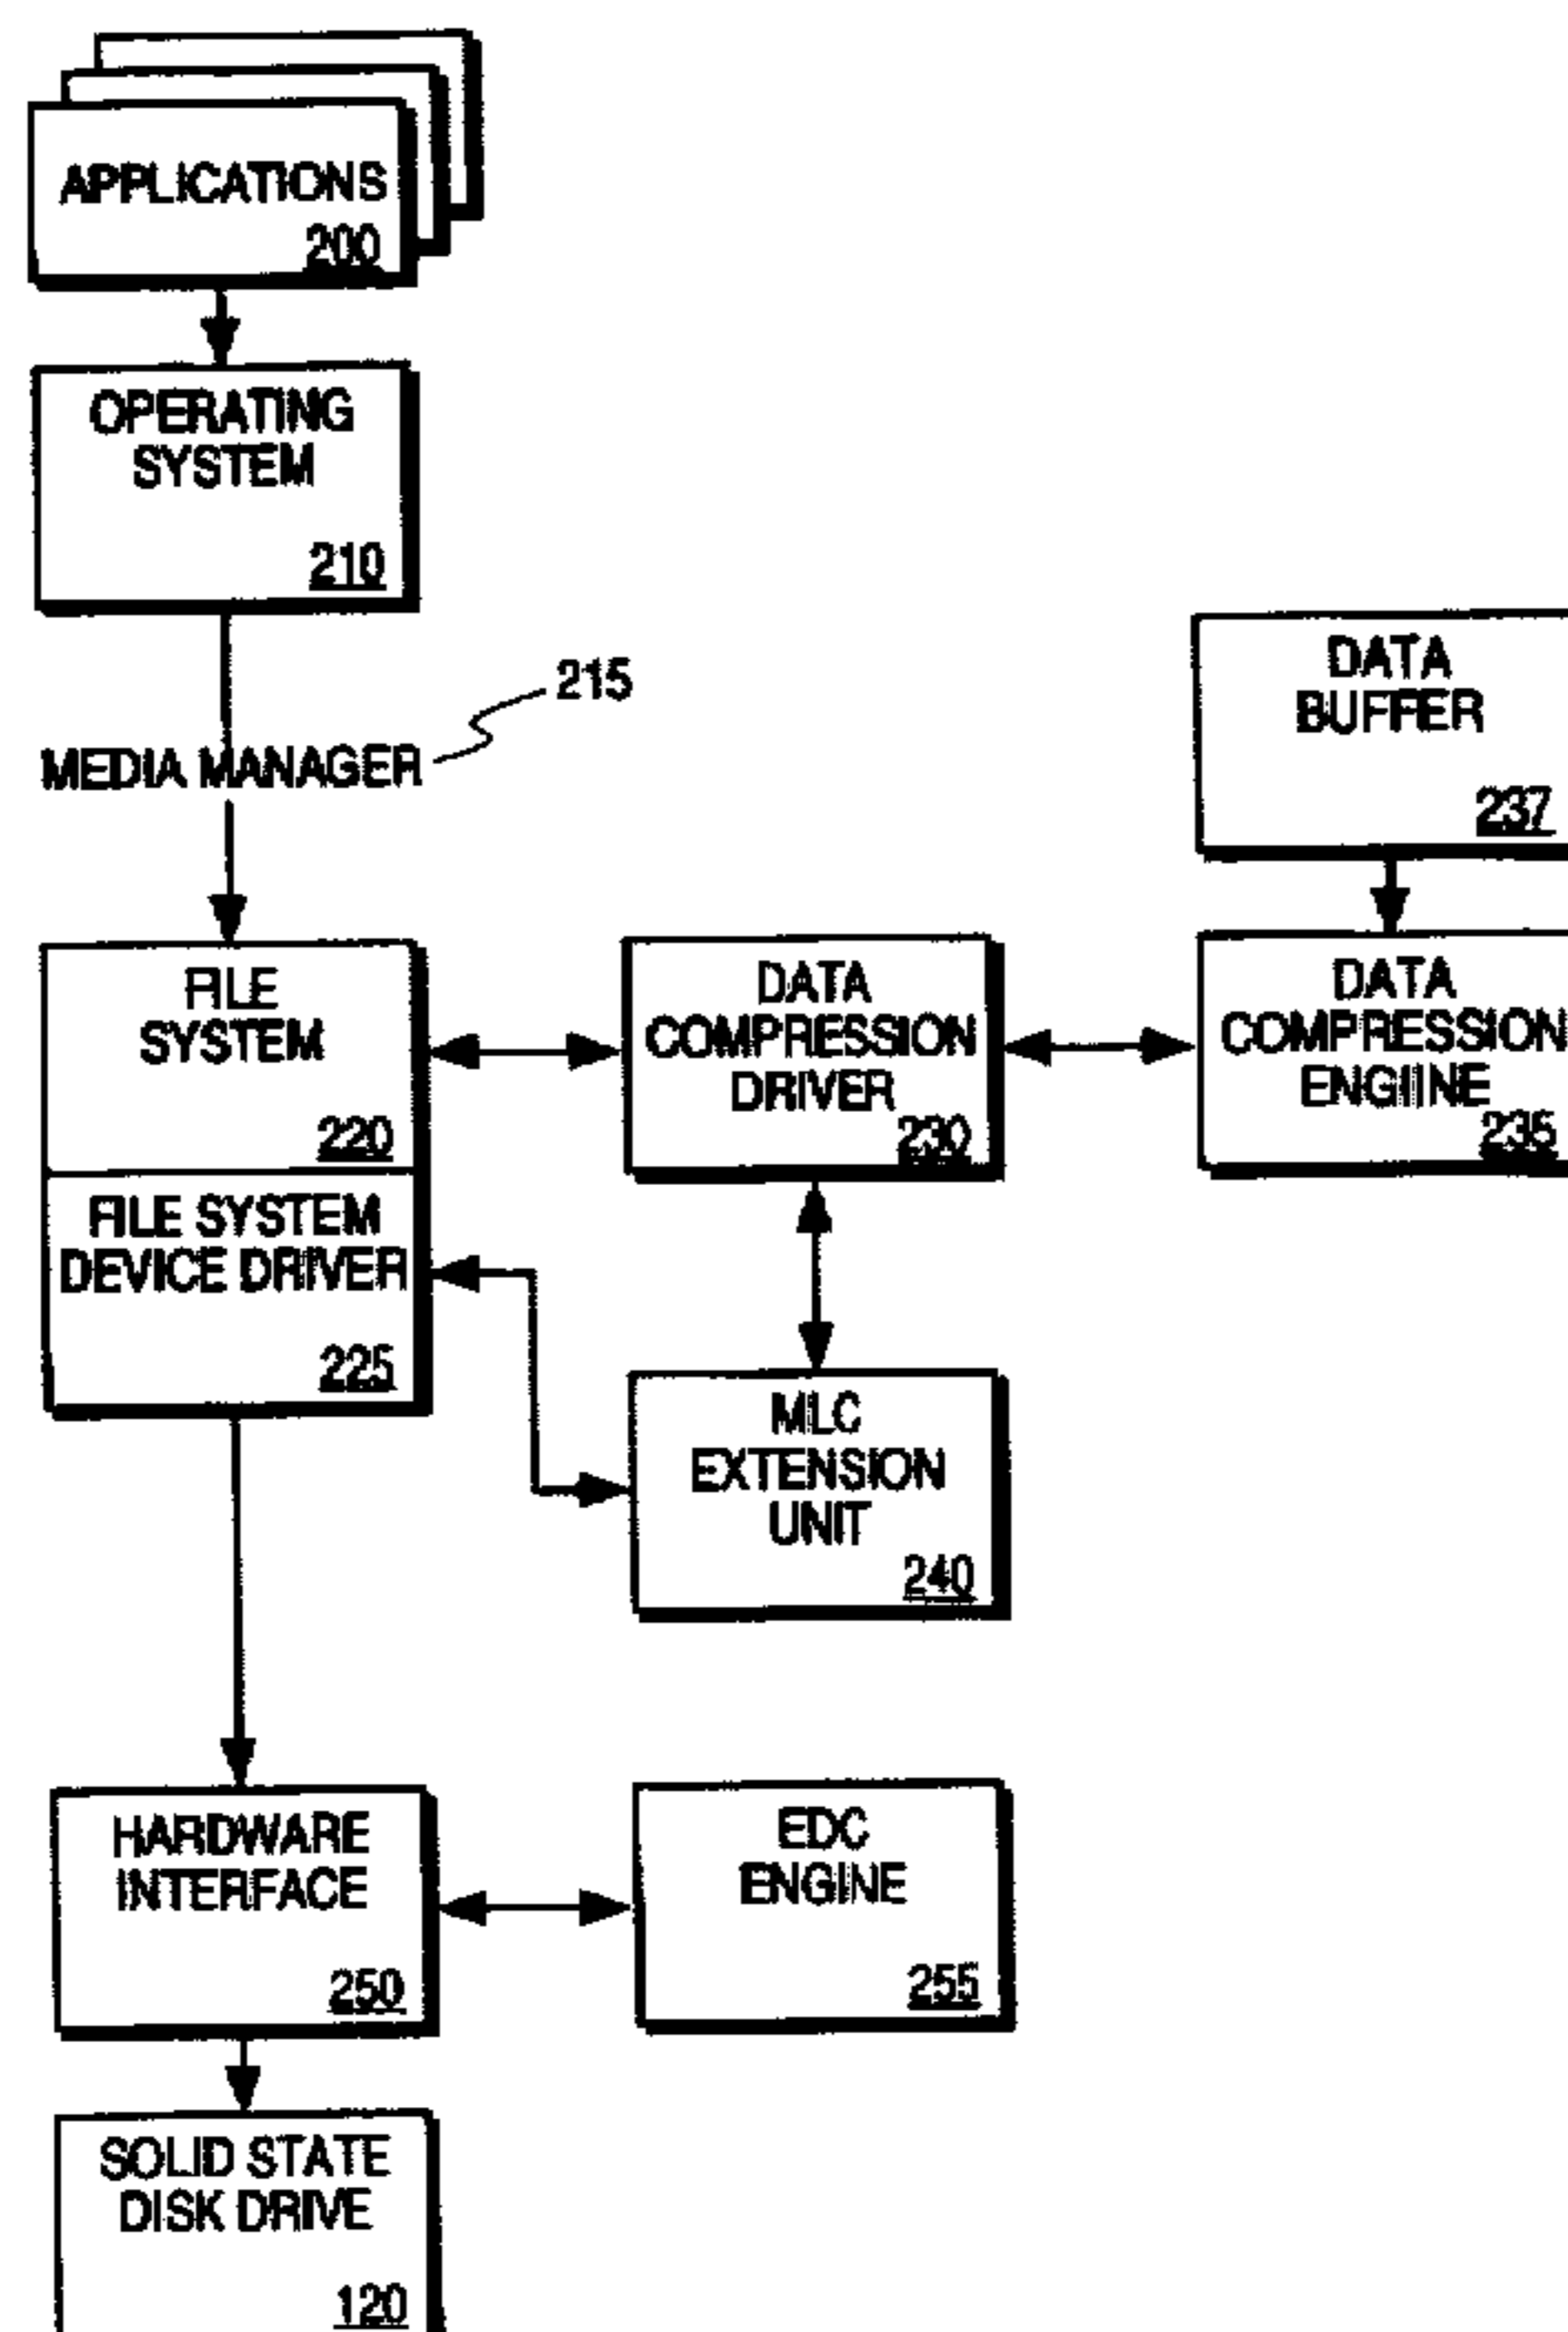 APPLICATIONS
200
OPERATING
SYSTEM
210
215
MEDIA MANAGER
DATA
BUFFER
237
FILE
SYSTEM
220
DATA
COMPRESSION
DRIVER
230
DATA
COMPRESSION
ENGIINE
235
FILE SYSTEM
DEVICE DRIVER
225
MLC
EXTENSION
UNIT
240
HARDWARE
INTERFACE
250
EDC
ENGINE
255
SOLID STATE
DISK DRIVE
120